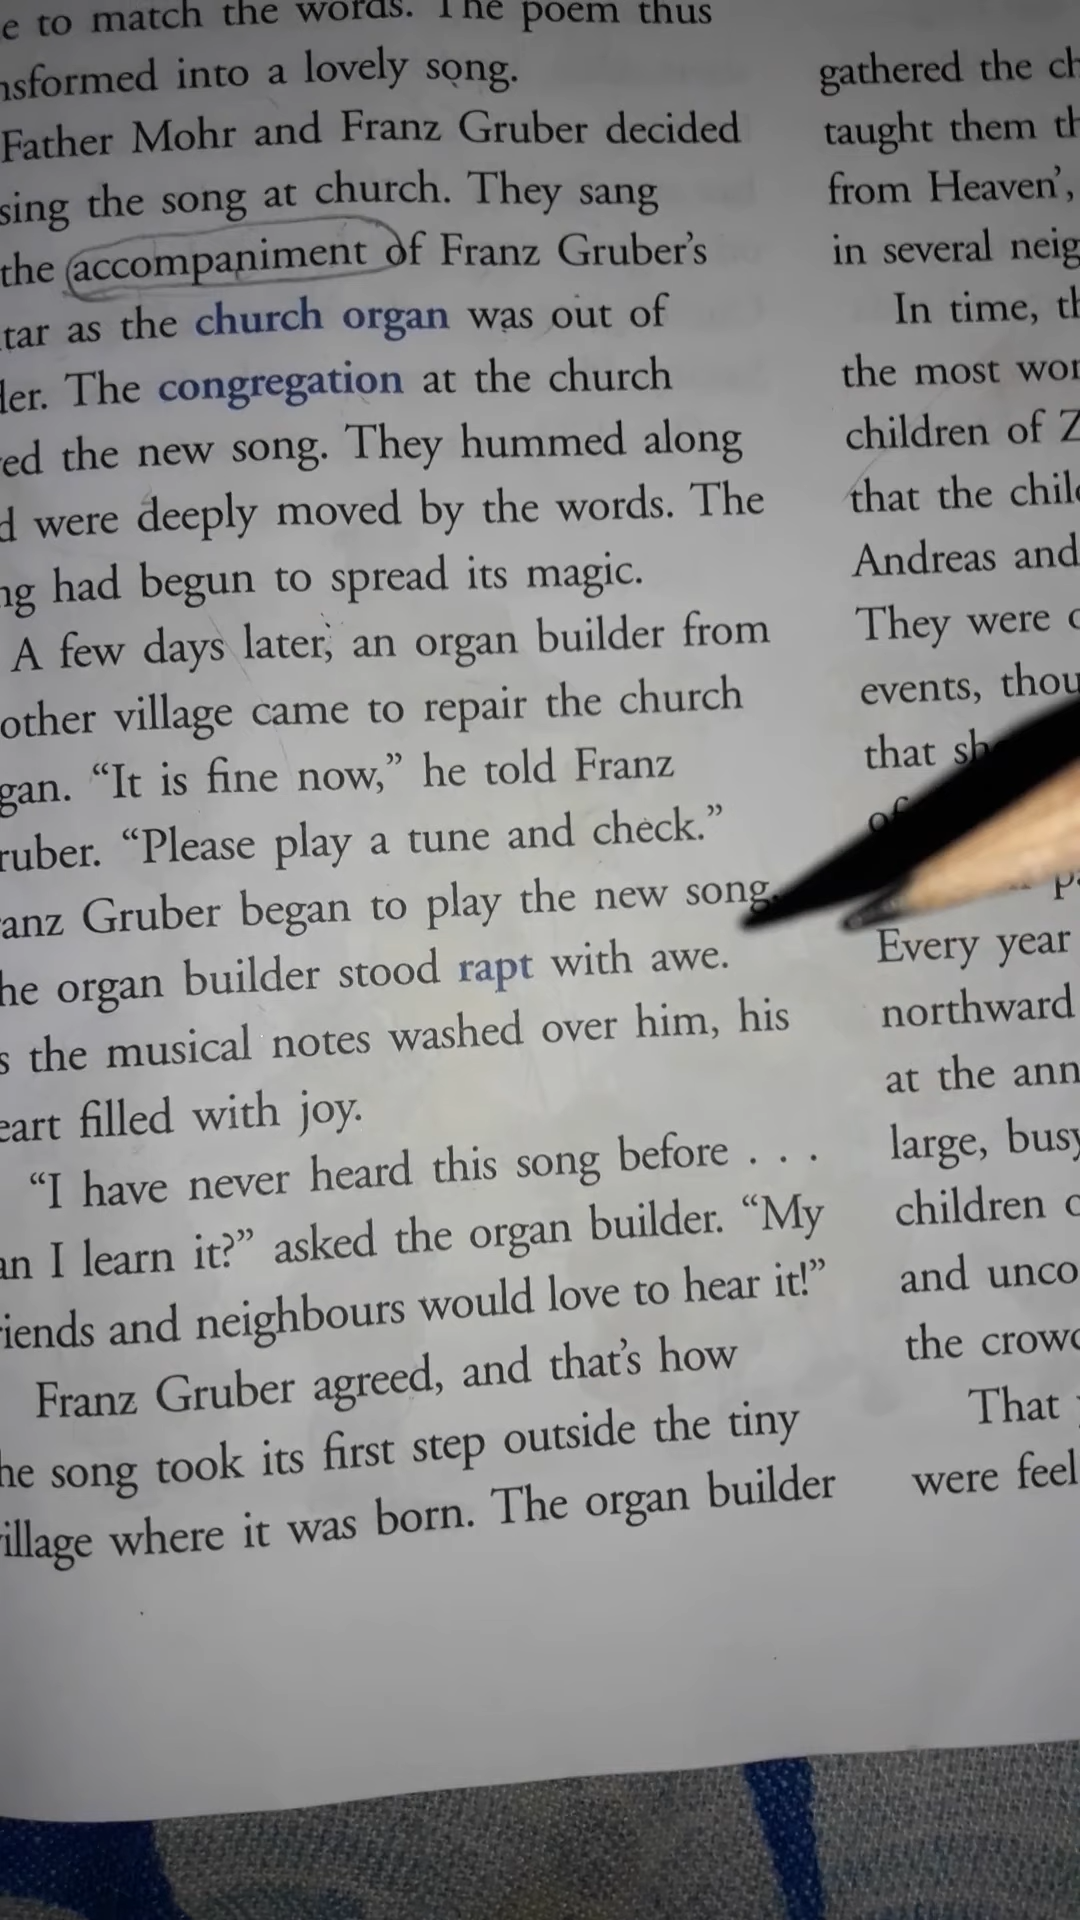 e to match the words. The poem thus
nsformed into a lovely song.
Father Mohr and Franz Gruber decided
sing the song at church. They sang
the accompaniment of Franz Gruber's
tar as the church organ was out of
der. The congregation at the church
ed the new song. They hummed along
d were deeply moved by the words. The
ng had begun to spread its magic.
A few days later, an organ builder from
other village came to repair the church
gan. “It is fine now,” he told Franz
ruber. “Please play a tune and check.”
anz Gruber began to play the new song.
he organ builder stood rapt with awe.
s the musical notes washed over him, his
eart filled with joy.
“I have never heard this song before . . .
an I learn it?” asked the organ builder. “My
iends and neighbours would love to hear it!”
Franz Gruber agreed, and that's how
he song took its first step outside the tiny
illage where it was born. The organ builder
gathered the ch
taught them th
from Heaven',
in several neig
In time, th
the most wor
children of Z
that the chil
Andreas and
They were
events, thou
that sh
of
Every year
northward
at the ann
large, busy
children
and unco
the crow
That
were feel